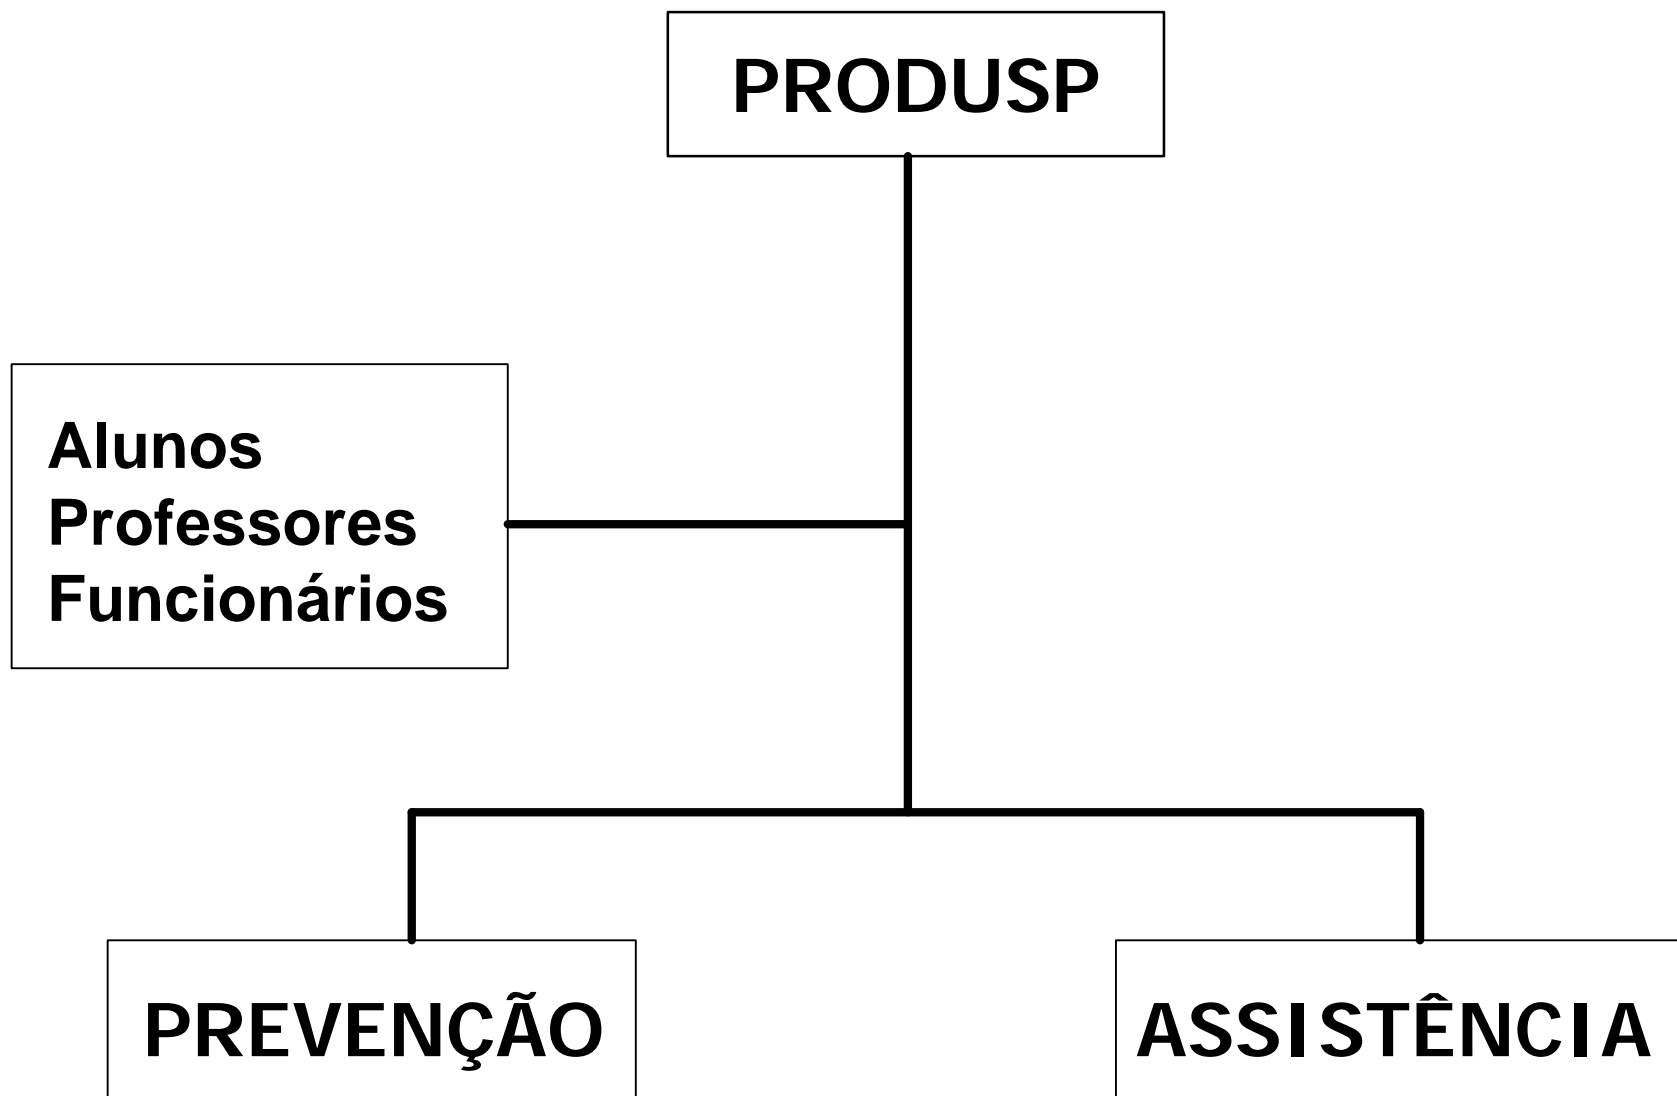 PRODUSP
Alunos
Professores
Funcionários
PREVENÇÃO
ASSISTÊNCIA